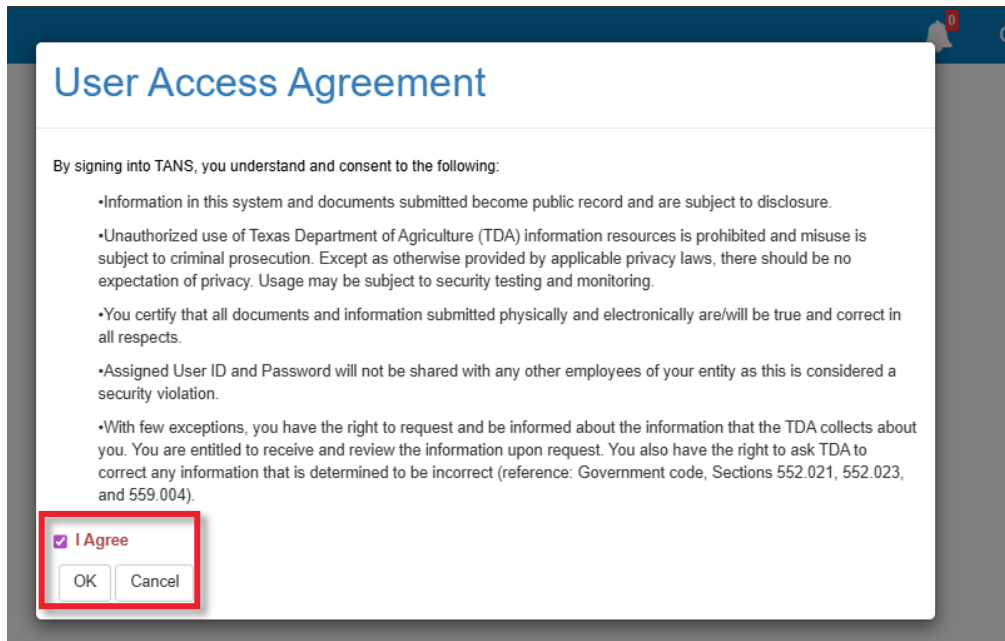 0
User Access Agreement
By signing into TANS, you understand and consent to the following:
•Information in this system and documents submitted become public record and are subject to disclosure.
•Unauthorized use of Texas Department of Agriculture (TDA) information resources is prohibited and misuse is
subject to criminal prosecution. Except as otherwise provided by applicable privacy laws, there should be no
expectation of privacy. Usage may be subject to security testing and monitoring.
•You certify that all documents and information submitted physically and electronically are/will be true and correct in
all respects.
•Assigned User ID and Password will not be shared with any other employees of your entity as this is considered a
security violation.
•With few exceptions, you have the right to request and be informed about the information that the TDA collects about
you. You are entitled to receive and review the information upon request. You also have the right to ask TDA to
correct any information that is determined to be incorrect (reference: Government code, Sections 552.021, 552.023,
and 559.004).
I Agree
OK Cancel